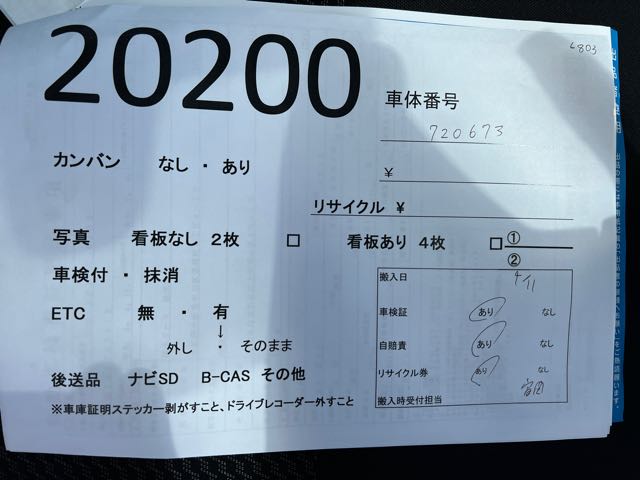 6803
20200
車体番号
720673
カンバン なし ・ あり
¥
リサイクル ¥
写真 看板なし 2枚 □ 看板あり 4枚 □ ①
②
車検付 ・ 抹消
搬入日 4/11
ETC 無 ・ 有
↓
外し ・ そのまま
車検証 あり なし
自賠責 あり なし
リサイクル券 あり なし
富岡
搬入時受付担当
後送品 ナビSD B-CAS その他
※車庫証明ステッカー剥がすこと、ドライブレコーダー外すこと